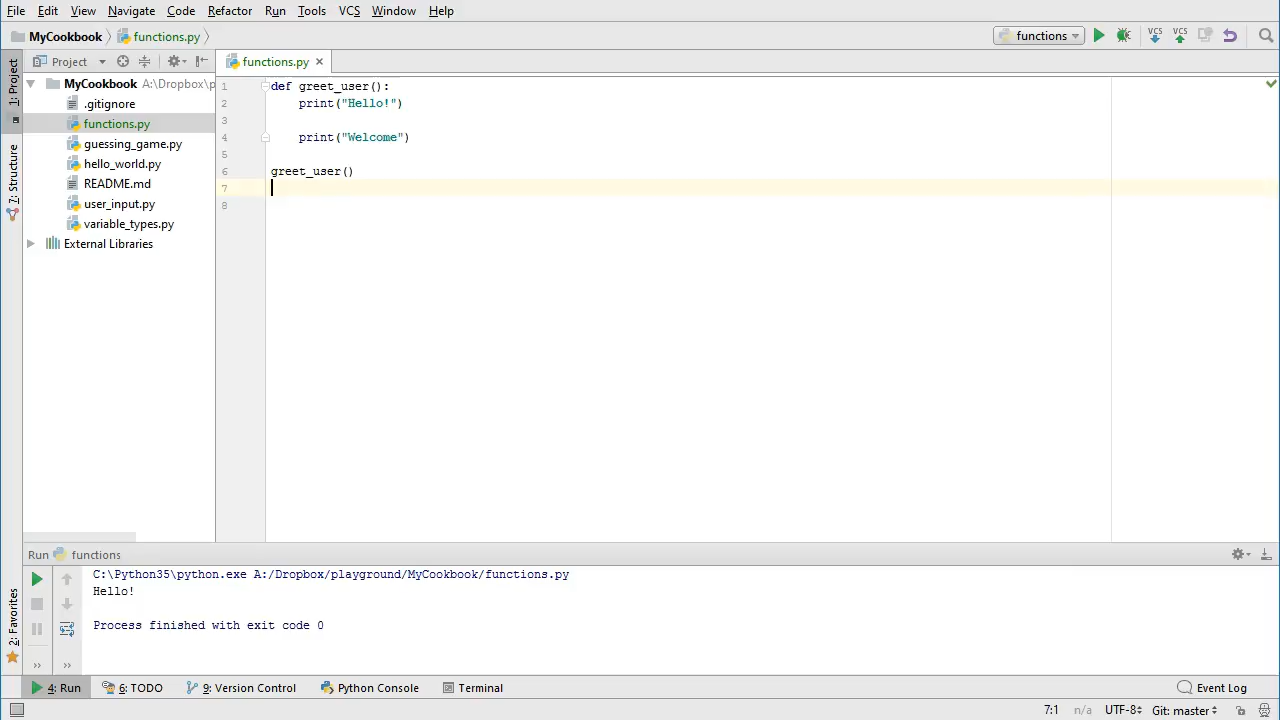 File Edit View Navigate Code Refactor Run Tools VCS Window Help
MyCookbook functions.py functions VCS VCS
Project functions.py
1: Project
7: Structure
2: Favorites
MyCookbook A:\Dropbox\p
.gitignore
functions.py
guessing_game.py
hello_world.py
README.md
user_input.py
variable_types.py
External Libraries
1 def greet_user():
2 print("Hello!")
3
4 print("Welcome")
5
6 greet_user()
7
8
Run functions
C:\Python35\python.exe A:/Dropbox/playground/MyCookbook/functions.py
Hello!
Process finished with exit code 0
4: Run 6: TODO 9: Version Control Python Console Terminal Event Log
7:1 n/a UTF-8 Git: master